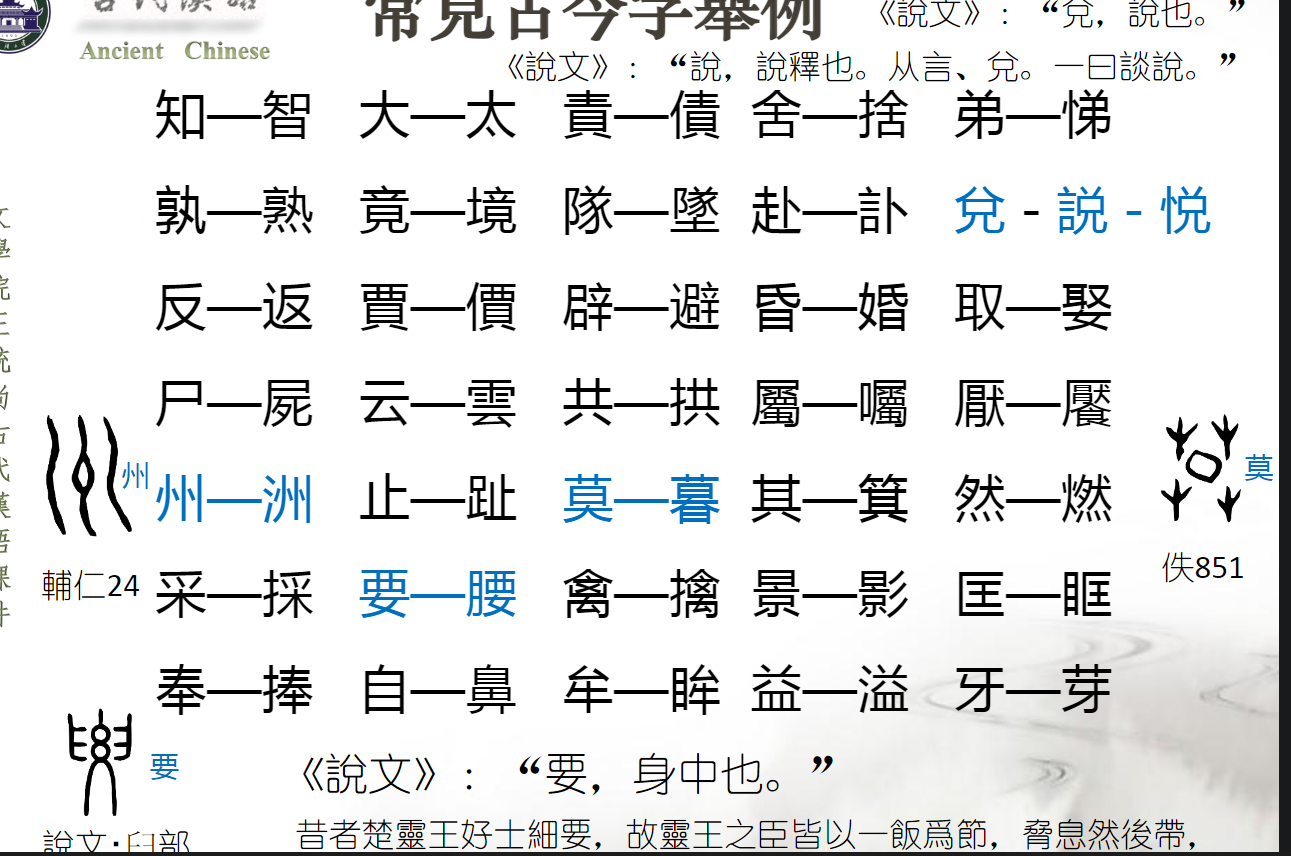 Ancient Chinese
常見古今字舉例
《說文》：“兌，說也。”
《說文》：“說，說釋也。从言、兌。一曰談說。”
知—智 大—太 責—債 舍—捨 弟—悌
孰—熟 竟—境 隊—墜 赴—訃 兌-説-悦
反—返 賈—價 辟—避 昏—婚 取—娶
尸—屍 云—雲 共—拱 屬—囑 厭—饜
州
州—洲 止—趾 莫—暮 其—箕 然—燃
莫
輔仁24
采—採 要—腰 禽—擒 景—影 匡—眶
佚851
奉—捧 自—鼻 牟—眸 益—溢 牙—芽
要
《說文》：“要，身中也。”
說文·𦥑部
昔者楚靈王好士細要，故靈王之臣皆以一飯爲節，脅息然後帶，